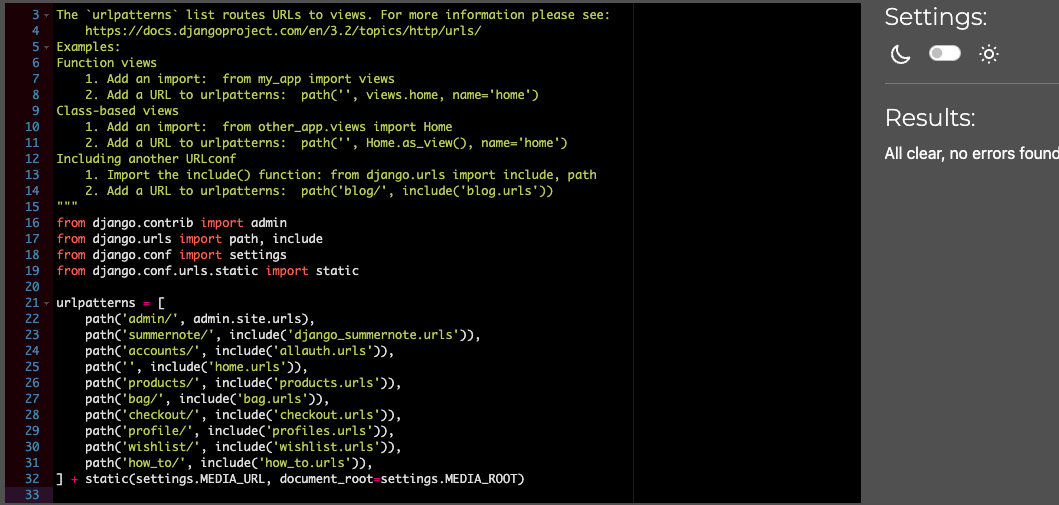 3 The `urlpatterns` list routes URLs to views. For more information please see:
4     https://docs.djangoproject.com/en/3.2/topics/http/urls/
5 Examples:
6 Function views
7     1. Add an import:  from my_app import views
8     2. Add a URL to urlpatterns:  path('', views.home, name='home')
9 Class-based views
10     1. Add an import:  from other_app.views import Home
11     2. Add a URL to urlpatterns:  path('', Home.as_view(), name='home')
12 Including another URLconf
13     1. Import the include() function: from django.urls import include, path
14     2. Add a URL to urlpatterns:  path('blog/', include('blog.urls'))
15 """
16 from django.contrib import admin
17 from django.urls import path, include
18 from django.conf import settings
19 from django.conf.urls.static import static
20
21 urlpatterns = [
22     path('admin/', admin.site.urls),
23     path('summernote/', include('django_summernote.urls')),
24     path('accounts/', include('allauth.urls')),
25     path('', include('home.urls')),
26     path('products/', include('products.urls')),
27     path('bag/', include('bag.urls')),
28     path('checkout/', include('checkout.urls')),
29     path('profile/', include('profiles.urls')),
30     path('wishlist/', include('wishlist.urls')),
31     path('how_to/', include('how_to.urls')),
32 ] + static(settings.MEDIA_URL, document_root=settings.MEDIA_ROOT)
33
Settings:
Results:
All clear, no errors found